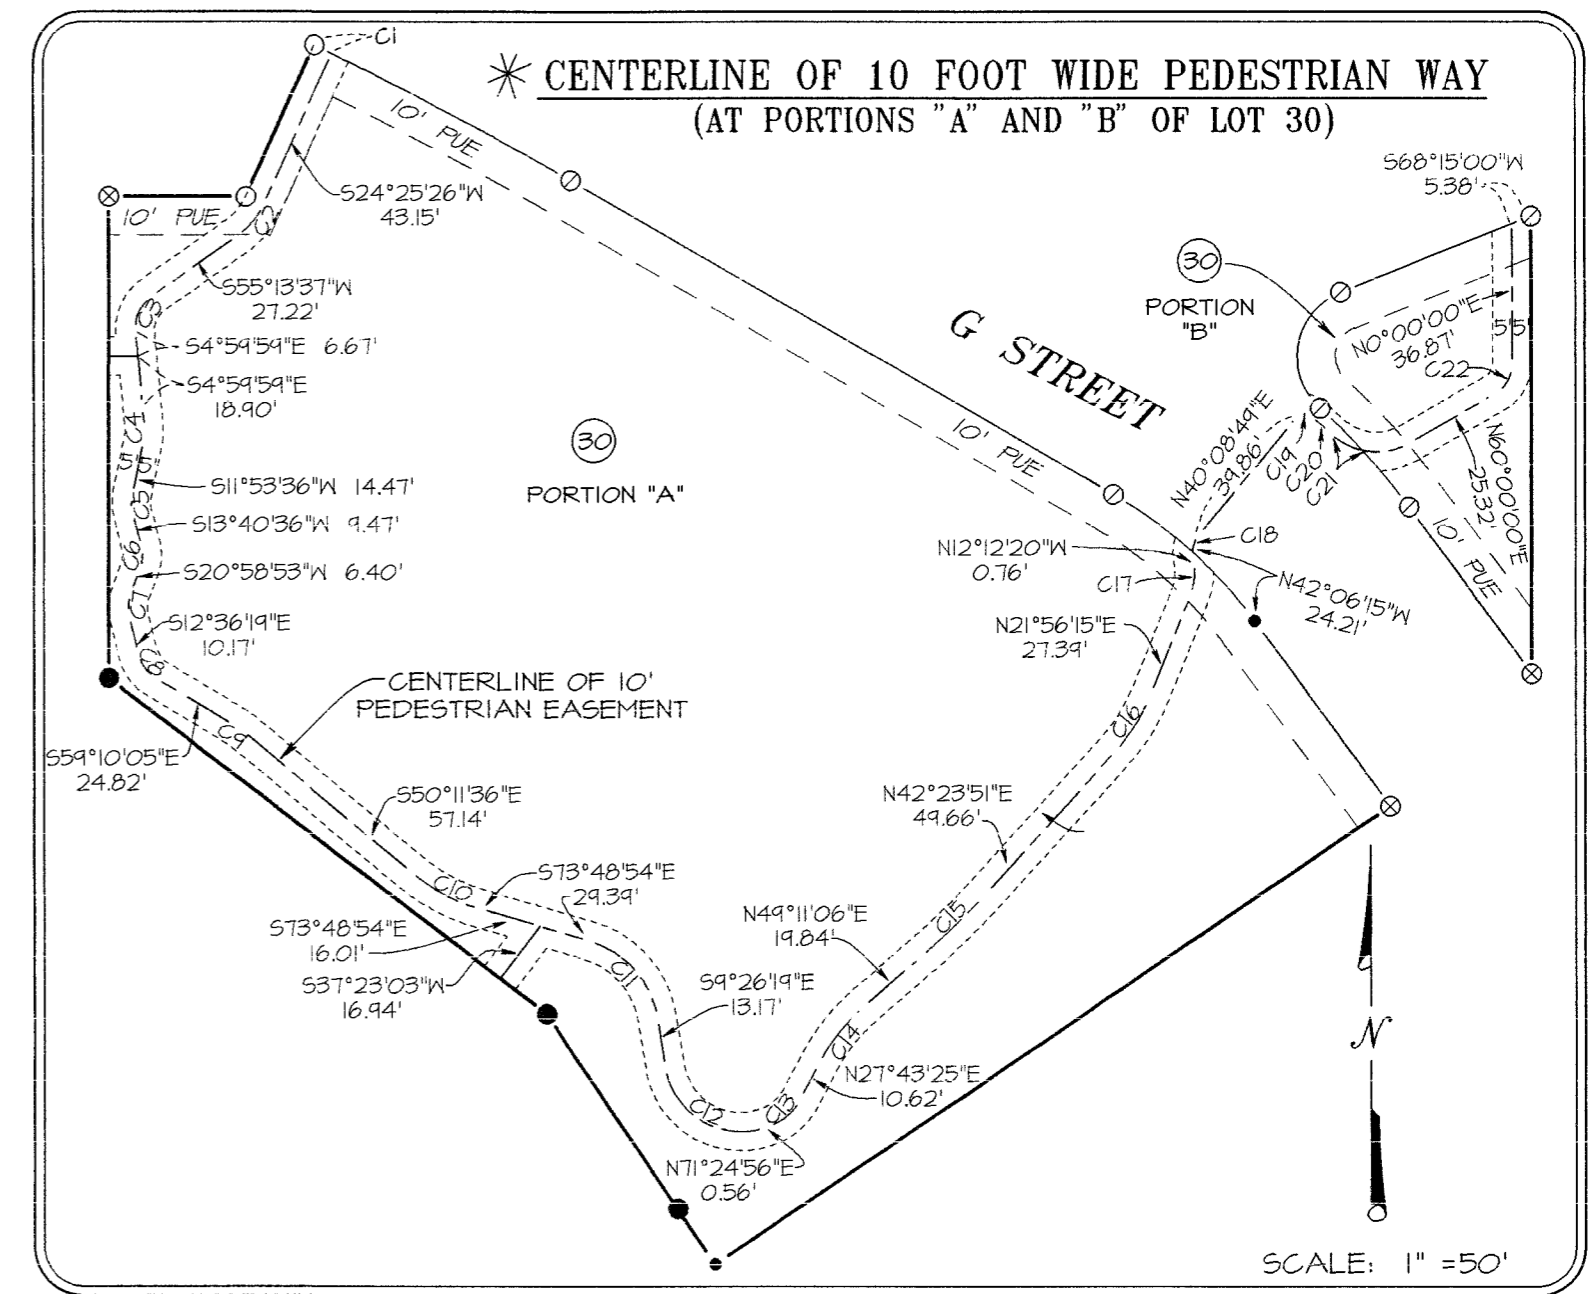 C1
* CENTERLINE OF 10 FOOT WIDE PEDESTRIAN WAY
(AT PORTIONS "A" AND "B" OF LOT 30)
10' PUE
S68°15'00"W
5.38'
S24°25'26"W
43.15'
10' PUE
C2
30
PORTION
"B"
S55°13'37"W
27.22'
C3
N0°00'00"E
36.87'
5'5'
C22
S4°59'59"E 6.67'
S4°59'59"E
18.90'
G STREET
C4
30
PORTION "A"
10' PUE
N40°08'49"E
39.86'
C19
C20
C21
N60°00'00"E
25.32'
10' PUE
5' 5'
S11°53'36"W 14.47'
C5
S13°40'36"W 9.47'
C6
S20°58'53"W 6.40'
C7
S12°36'19"E
10.17'
C8
N12°12'20"W
0.76'
C18
C17
N42°06'15"W
24.21'
N21°56'15"E
27.39'
CENTERLINE OF 10'
PEDESTRIAN EASEMENT
C16
C9
S59°10'05"E
24.82'
S50°11'36"E
57.14'
N42°23'51"E
49.66'
C10
S73°48'54"E
29.39'
S73°48'54"E
16.01'
N49°11'06"E
19.84'
C15
S37°23'03"W
16.94'
C11
S9°26'19"E
13.17'
C14
N27°43'25"E
10.62'
C12
C13
N71°24'56"E
0.56'
N
SCALE: 1" =50'